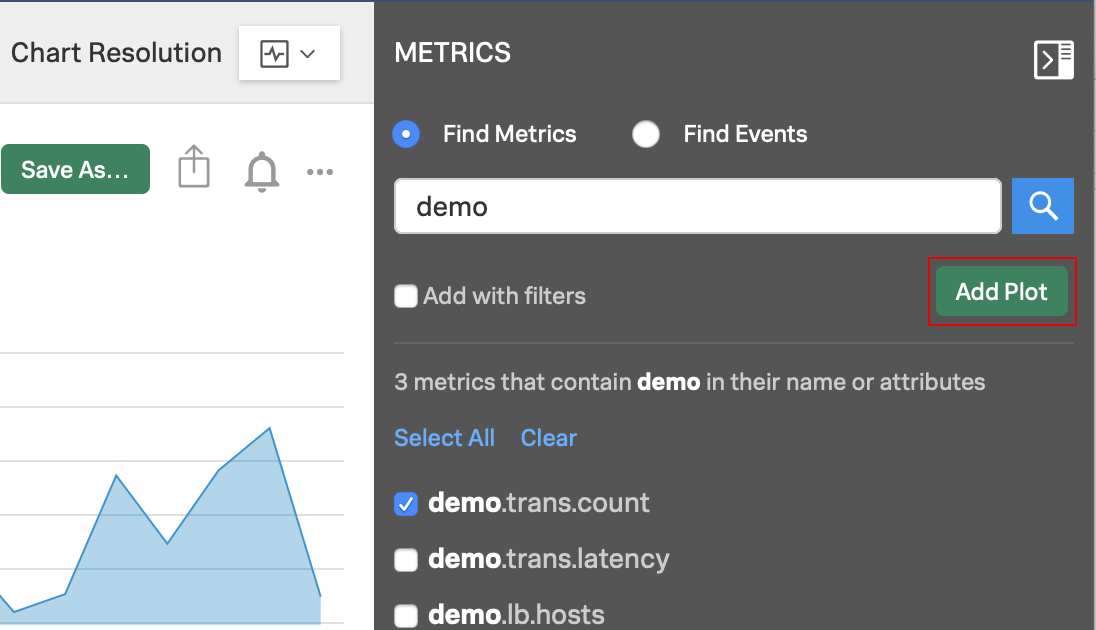 Chart Resolution
Save As...
METRICS
Find Metrics
Find Events
demo
Add with filters
Add Plot
3 metrics that contain demo in their name or attributes
Select All
Clear
demo.trans.count
demo.trans.latency
demo.lb.hosts